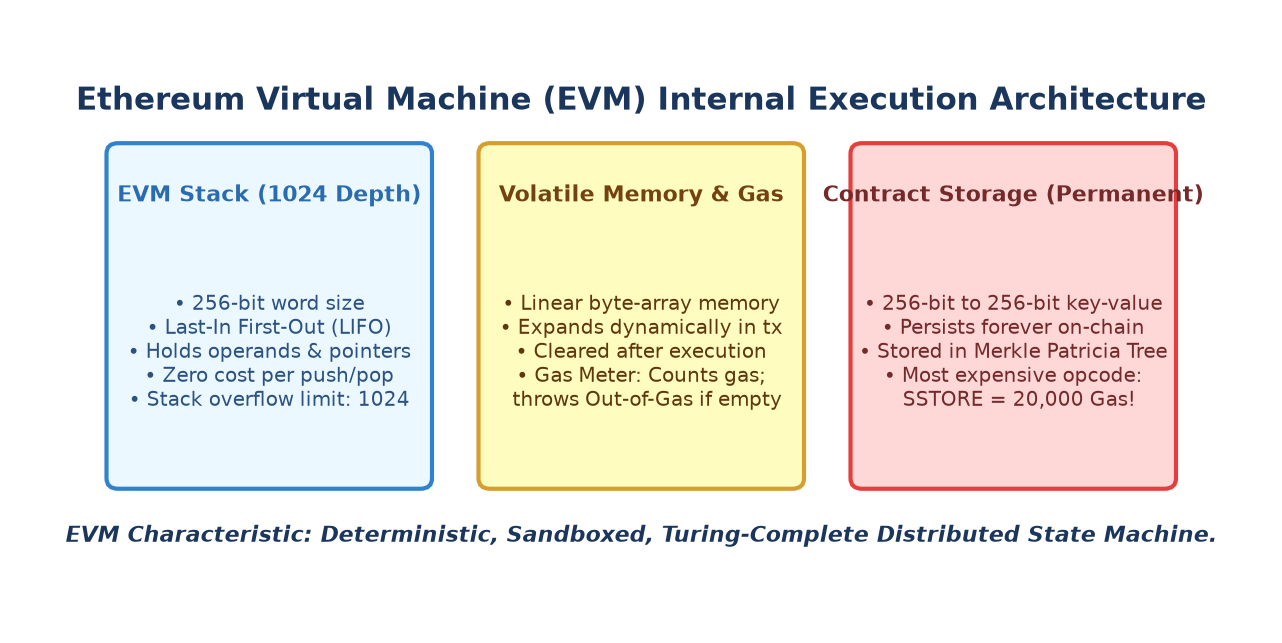 Ethereum Virtual Machine (EVM) Internal Execution Architecture
EVM Stack (1024 Depth)
• 256-bit word size
• Last-In First-Out (LIFO)
• Holds operands & pointers
• Zero cost per push/pop
• Stack overflow limit: 1024
Volatile Memory & Gas
• Linear byte-array memory
• Expands dynamically in tx
• Cleared after execution
• Gas Meter: Counts gas;
throws Out-of-Gas if empty
Contract Storage (Permanent)
• 256-bit to 256-bit key-value
• Persists forever on-chain
• Stored in Merkle Patricia Tree
• Most expensive opcode:
SSTORE = 20,000 Gas!
EVM Characteristic: Deterministic, Sandboxed, Turing-Complete Distributed State Machine.